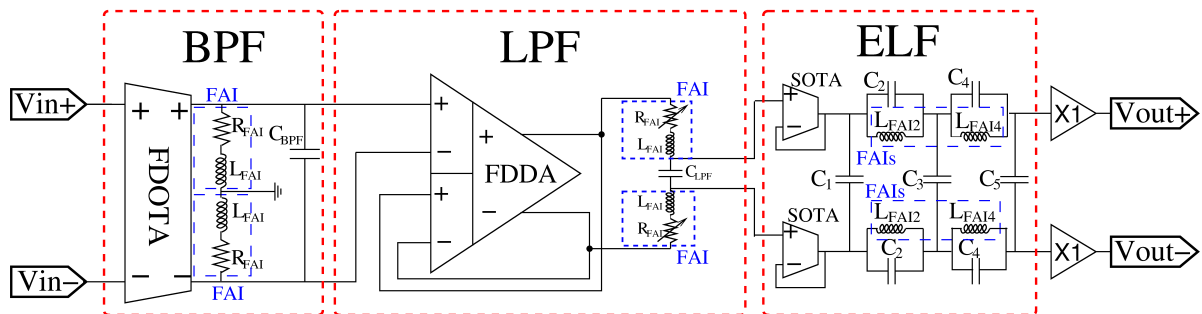 BPF
LPF
ELF
Vin+
Vin−
FDOTA
+ +
− −
FAI
R_FAI
L_FAI
L_FAI
R_FAI
FAI
C_BPF
+
−
+
−
+
−
FDDA
FAI
R_FAI
L_FAI
C_LPF
L_FAI
R_FAI
FAI
SOTA
+
−
SOTA
+
−
C_2
C_4
L_FAI2
L_FAI4
FAIs
C_1
C_3
C_5
FAIs
L_FAI2
L_FAI4
C_2
C_4
X1
X1
Vout+
Vout−